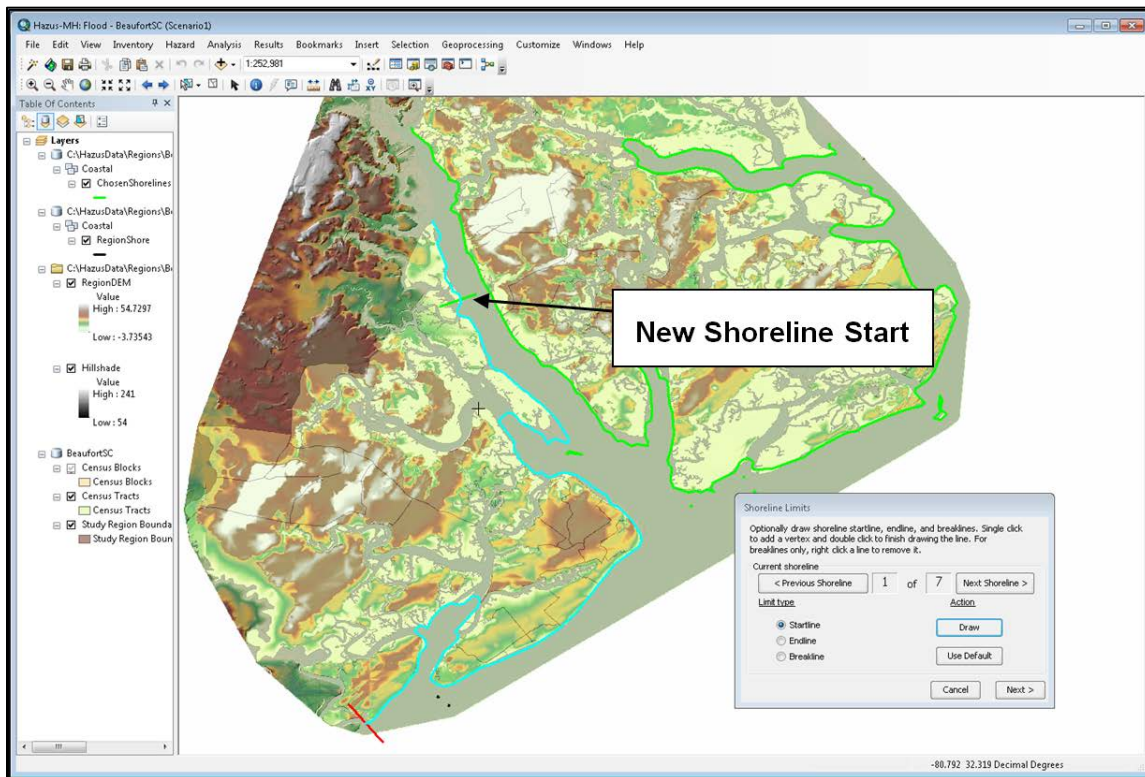 Hazus-MH: Flood - BeaufortSC (Scenario1)
File Edit View Inventory Hazard Analysis Results Bookmarks Insert Selection Geoprocessing Customize Windows Help
1:252,981
Table Of Contents
Layers
C:\HazusData\Regions\Be
Coastal
ChosenShorelines
C:\HazusData\Regions\Be
Coastal
RegionShore
C:\HazusData\Regions\Be
RegionDEM
Value
High : 54.7297
Low : -3.73543
Hillshade
Value
High : 241
Low : 54
BeaufortSC
Census Blocks
Census Blocks
Census Tracts
Census Tracts
Study Region Bounda
Study Region Boun
New Shoreline Start
Shoreline Limits
Optionally draw shoreline startline, endline, and breaklines. Single click
to add a vertex and double click to finish drawing the line. For
breaklines only, right click a line to remove it.
Current shoreline
< Previous Shoreline 1 of 7 Next Shoreline >
Limit type Action
Startline Draw
Endline
Breakline Use Default
Cancel Next >
-80.792 32.319 Decimal Degrees